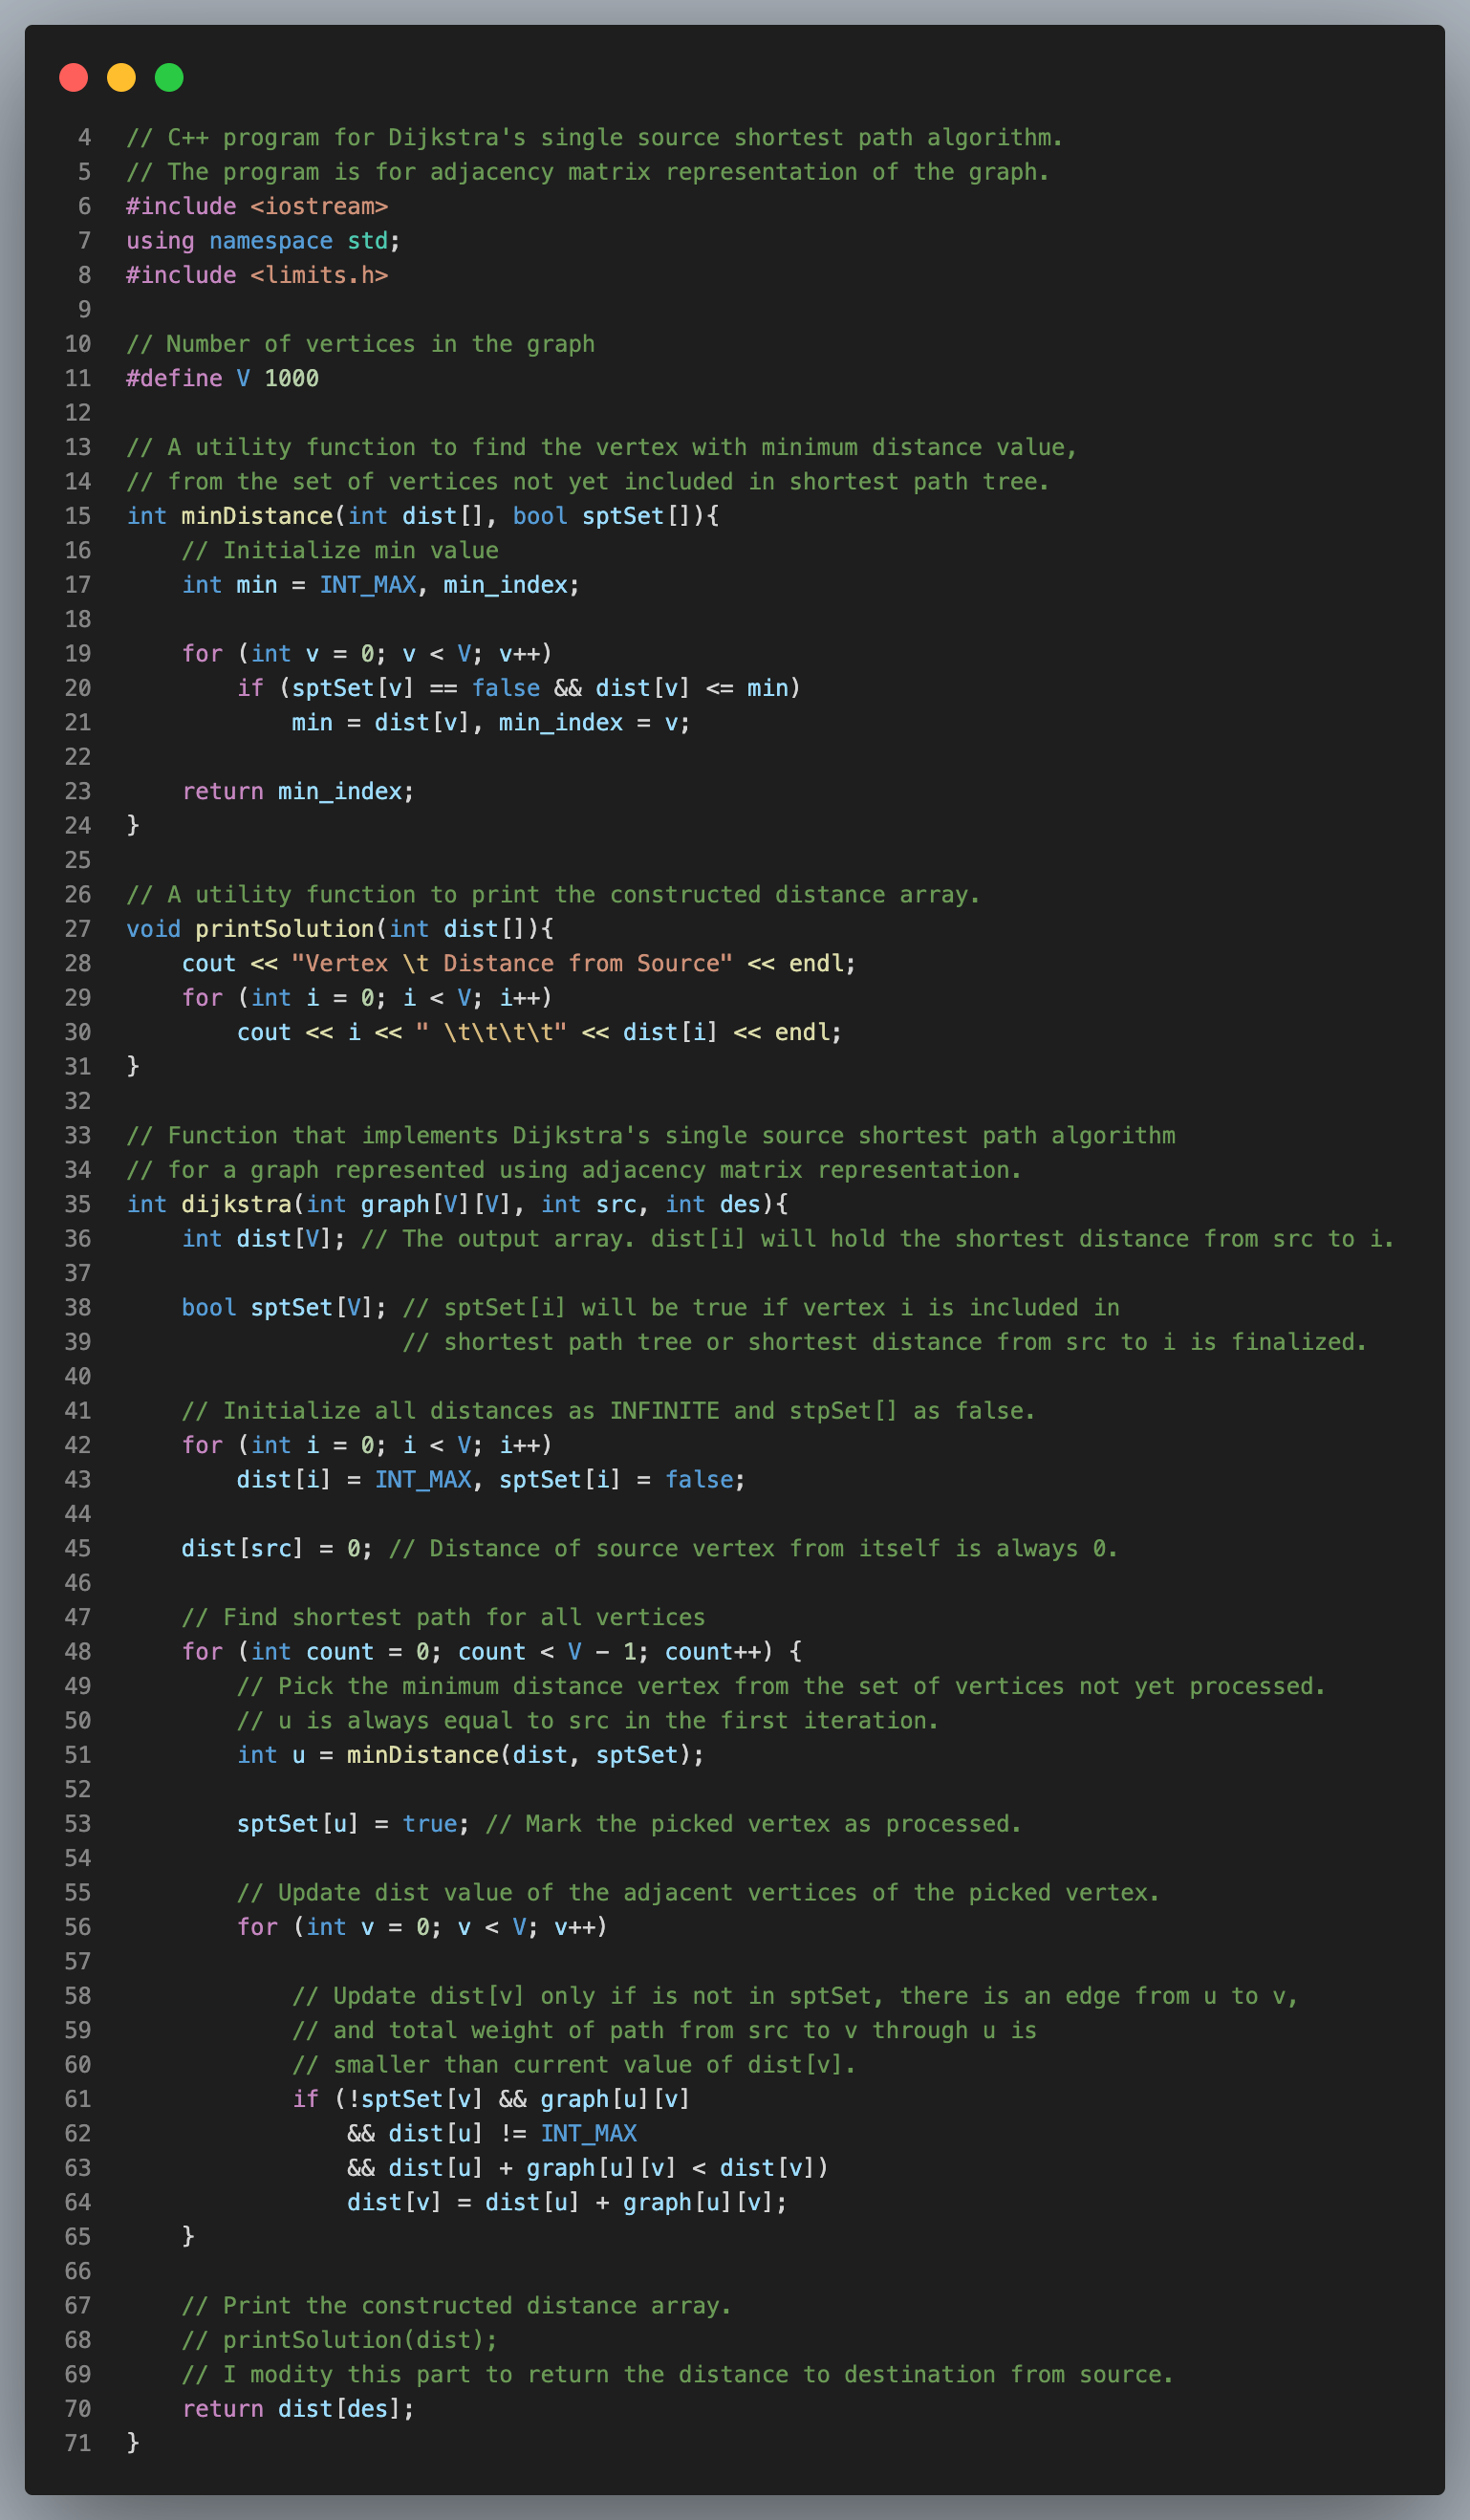 4 // C++ program for Dijkstra's single source shortest path algorithm.
5 // The program is for adjacency matrix representation of the graph.
6 #include <iostream>
7 using namespace std;
8 #include <limits.h>
9
10 // Number of vertices in the graph
11 #define V 1000
12
13 // A utility function to find the vertex with minimum distance value,
14 // from the set of vertices not yet included in shortest path tree.
15 int minDistance(int dist[], bool sptSet[]){
16     // Initialize min value
17     int min = INT_MAX, min_index;
18
19     for (int v = 0; v < V; v++)
20         if (sptSet[v] == false && dist[v] <= min)
21             min = dist[v], min_index = v;
22
23     return min_index;
24 }
25
26 // A utility function to print the constructed distance array.
27 void printSolution(int dist[]){
28     cout << "Vertex \t Distance from Source" << endl;
29     for (int i = 0; i < V; i++)
30         cout << i << " \t\t\t\t" << dist[i] << endl;
31 }
32
33 // Function that implements Dijkstra's single source shortest path algorithm
34 // for a graph represented using adjacency matrix representation.
35 int dijkstra(int graph[V][V], int src, int des){
36     int dist[V]; // The output array. dist[i] will hold the shortest distance from src to i.
37
38     bool sptSet[V]; // sptSet[i] will be true if vertex i is included in
39                     // shortest path tree or shortest distance from src to i is finalized.
40
41     // Initialize all distances as INFINITE and stpSet[] as false.
42     for (int i = 0; i < V; i++)
43         dist[i] = INT_MAX, sptSet[i] = false;
44
45     dist[src] = 0; // Distance of source vertex from itself is always 0.
46
47     // Find shortest path for all vertices
48     for (int count = 0; count < V - 1; count++) {
49         // Pick the minimum distance vertex from the set of vertices not yet processed.
50         // u is always equal to src in the first iteration.
51         int u = minDistance(dist, sptSet);
52
53         sptSet[u] = true; // Mark the picked vertex as processed.
54
55         // Update dist value of the adjacent vertices of the picked vertex.
56         for (int v = 0; v < V; v++)
57
58             // Update dist[v] only if is not in sptSet, there is an edge from u to v,
59             // and total weight of path from src to v through u is
60             // smaller than current value of dist[v].
61             if (!sptSet[v] && graph[u][v]
62                 && dist[u] != INT_MAX
63                 && dist[u] + graph[u][v] < dist[v])
64                 dist[v] = dist[u] + graph[u][v];
65     }
66
67     // Print the constructed distance array.
68     // printSolution(dist);
69     // I modity this part to return the distance to destination from source.
70     return dist[des];
71 }